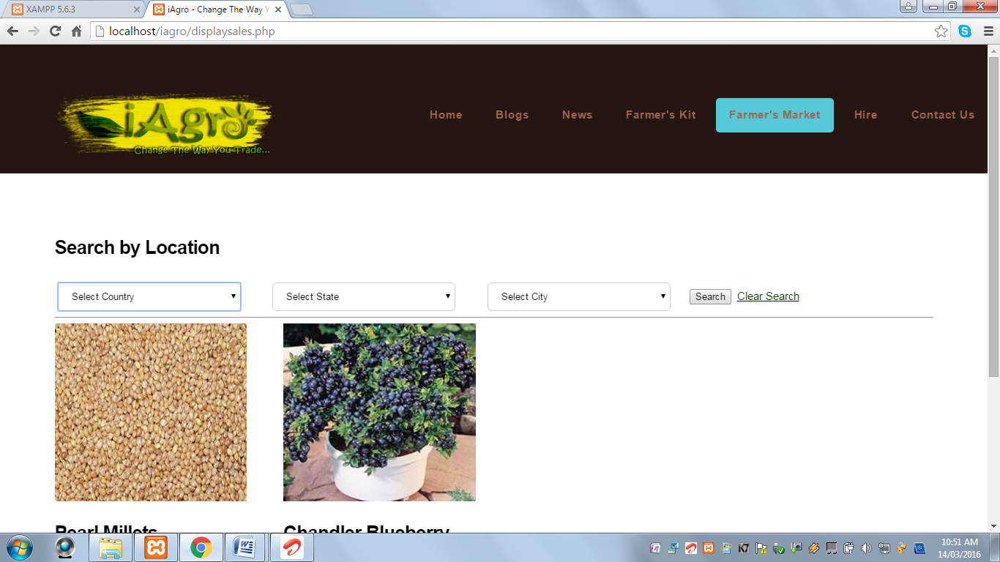 XAMPP 5.6.3
iAgro - Change The Way Y
localhost/iagro/displaysales.php
iAgro
Change The Way You Trade...
Home Blogs News Farmer's Kit Farmer's Market Hire Contact Us
Search by Location
Select Country Select State Select City Search Clear Search
Pearl Millets Chandler Blueberry
K7
10:51 AM
14/03/2016